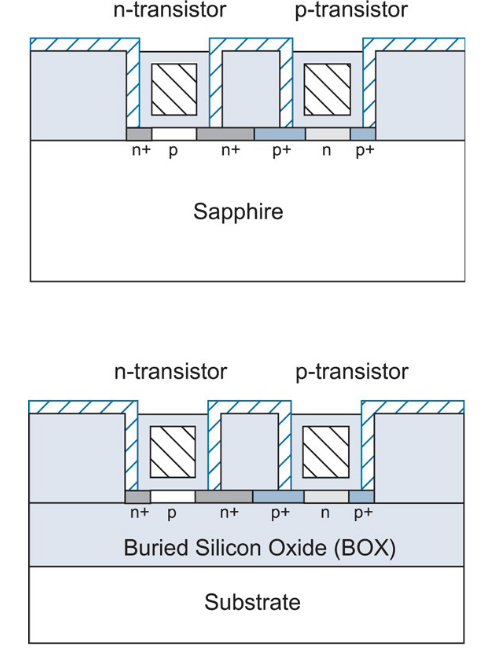 n-transistor p-transistor
n+ p n+ p+ n p+
Sapphire
n-transistor p-transistor
n+ p n+ p+ n p+
Buried Silicon Oxide (BOX)
Substrate